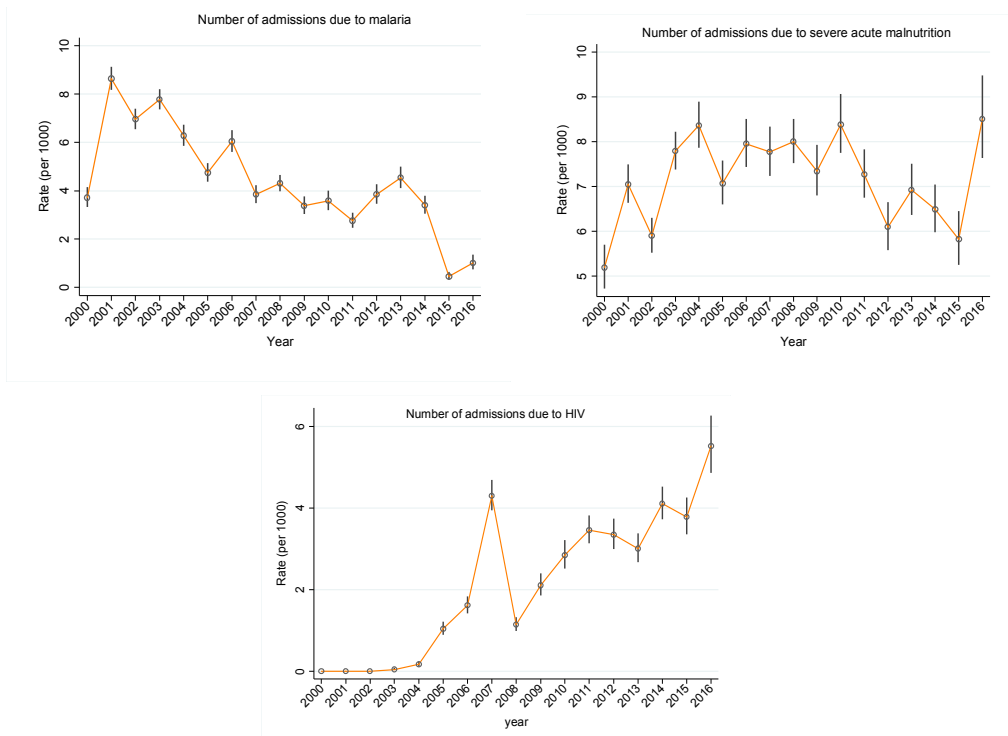 Number of admissions due to malaria
Rate (per 1000)
10
8
6
4
2
0
2000 2001 2002 2003 2004 2005 2006 2007 2008 2009 2010 2011 2012 2013 2014 2015 2016
Year
Number of admissions due to severe acute malnutrition
Rate (per 1000)
10
9
8
7
6
5
2000 2001 2002 2003 2004 2005 2006 2007 2008 2009 2010 2011 2012 2013 2014 2015 2016
Year
Number of admissions due to HIV
Rate (per 1000)
6
4
2
0
2000 2001 2002 2003 2004 2005 2006 2007 2008 2009 2010 2011 2012 2013 2014 2015 2016
year